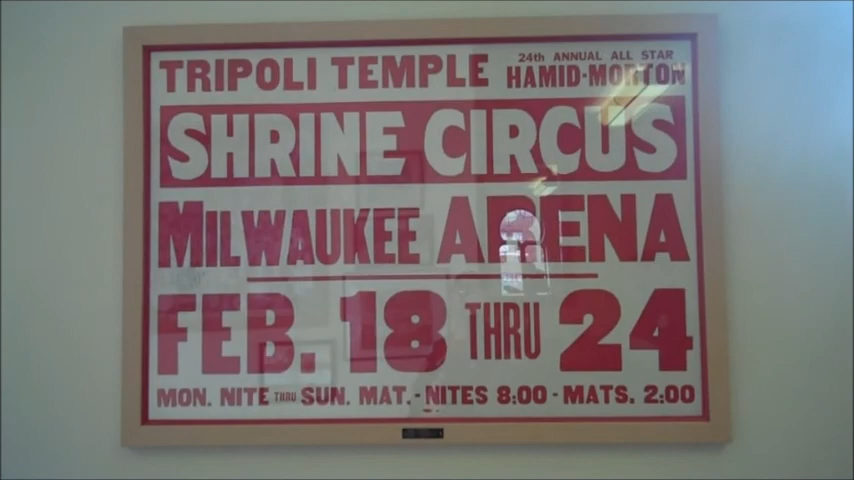 TRIPOLI TEMPLE
24th ANNUAL ALL STAR
HAMID-MORTON
SHRINE CIRCUS
MILWAUKEE ARENA
FEB. 18 THRU 24
MON. NITE THRU SUN. MAT. - NITES 8:00 - MATS. 2:00